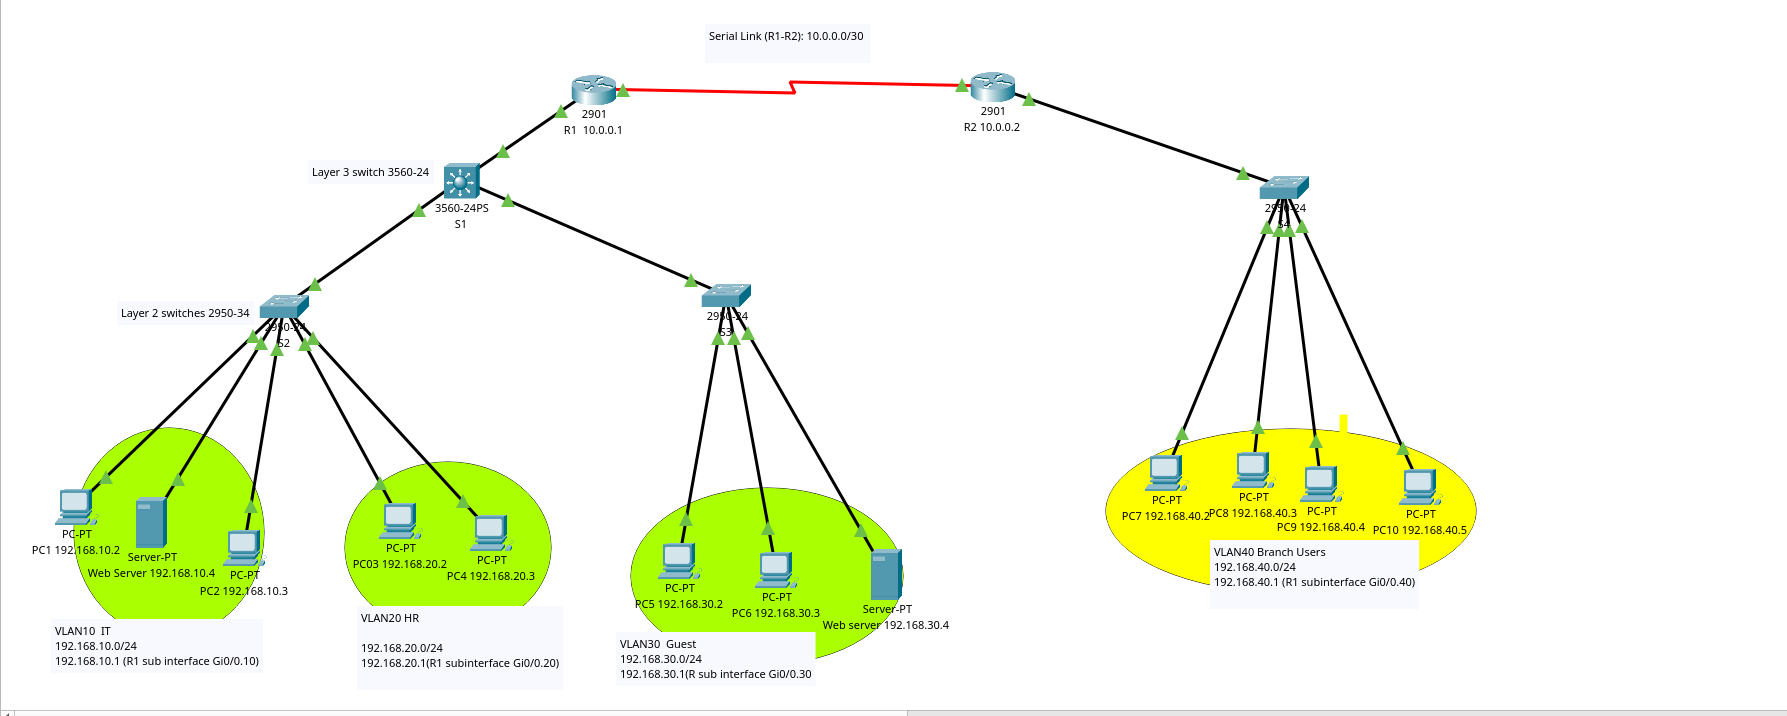 Serial Link (R1-R2): 10.0.0.0/30
2901
R1 10.0.0.1
2901
R2 10.0.0.2
Layer 3 switch 3560-24
3560-24PS
S1
2950-24
S4
Layer 2 switches 2950-34
2950-24
S2
2950-24
S3
PC-PT
PC1 192.168.10.2
Server-PT
Web Server 192.168.10.4
PC-PT
PC2 192.168.10.3
PC-PT
PC03 192.168.20.2
PC-PT
PC4 192.168.20.3
PC-PT
PC5 192.168.30.2
PC-PT
PC6 192.168.30.3
Server-PT
Web server 192.168.30.4
PC-PT
PC7 192.168.40.2
PC-PT
PC8 192.168.40.3
PC-PT
PC9 192.168.40.4
PC-PT
PC10 192.168.40.5
VLAN10 IT
192.168.10.0/24
192.168.10.1 (R1 sub interface Gi0/0.10)
VLAN20 HR
192.168.20.0/24
192.168.20.1(R1 subinterface Gi0/0.20)
VLAN30 Guest
192.168.30.0/24
192.168.30.1(R sub interface Gi0/0.30
VLAN40 Branch Users
192.168.40.0/24
192.168.40.1 (R1 subinterface Gi0/0.40)